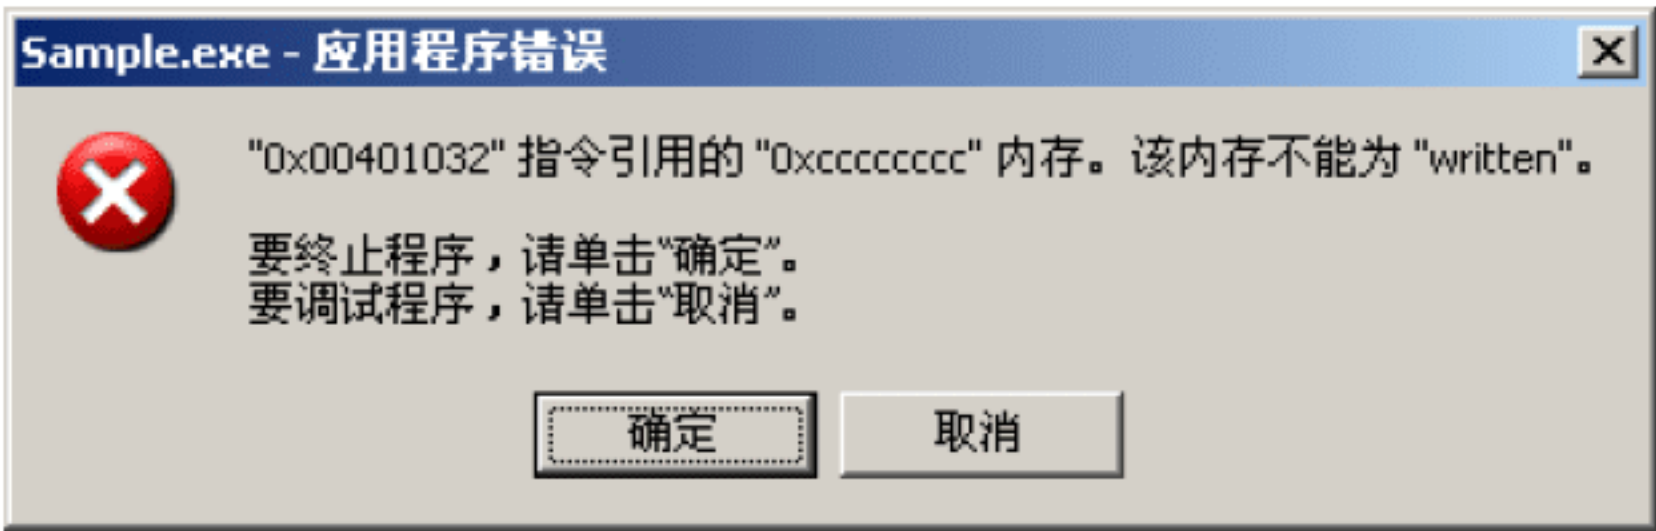 Sample.exe - 应用程序错误
"0x00401032" 指令引用的 "0xcccccccc" 内存。该内存不能为 "written"。
要终止程序，请单击“确定”。
要调试程序，请单击“取消”。
确定
取消